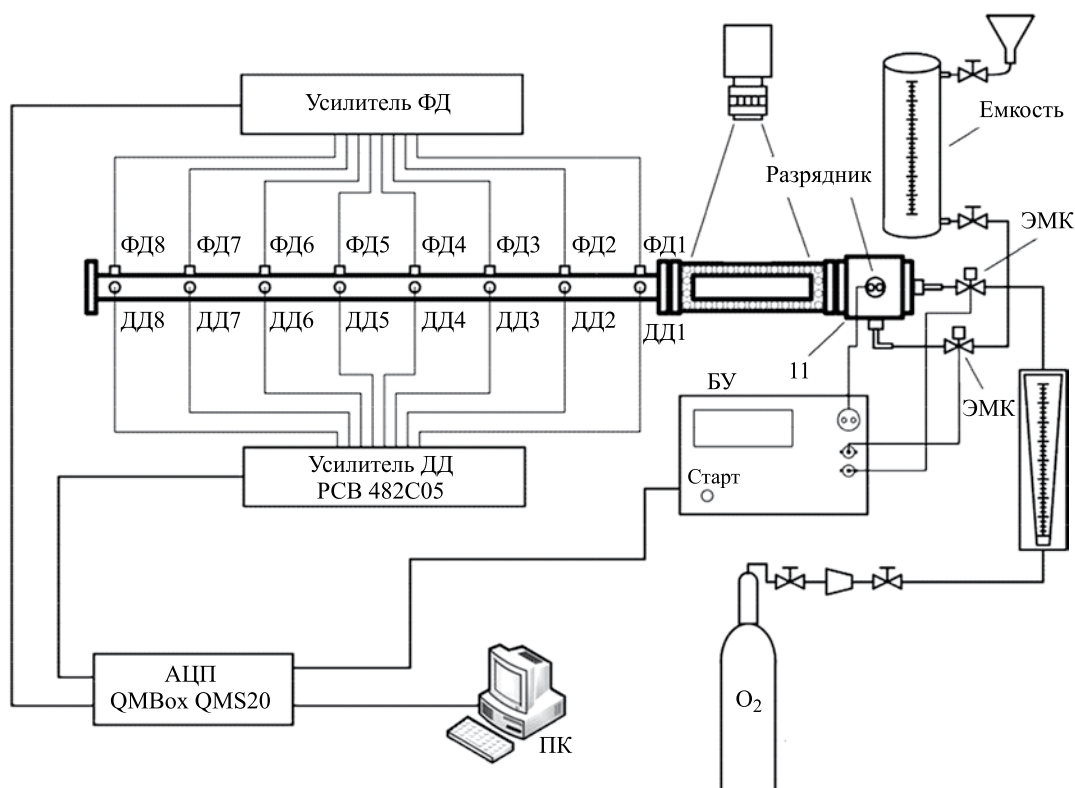 Усилитель ФД
Емкость
Разрядник
ЭМК
ФД8 ФД7 ФД6 ФД5 ФД4 ФД3 ФД2 ФД1
ДД8 ДД7 ДД6 ДД5 ДД4 ДД3 ДД2 ДД1
11
ЭМК
БУ
Старт
Усилитель ДД
PCB 482C05
АЦП
QMBox QMS20
ПК
O2